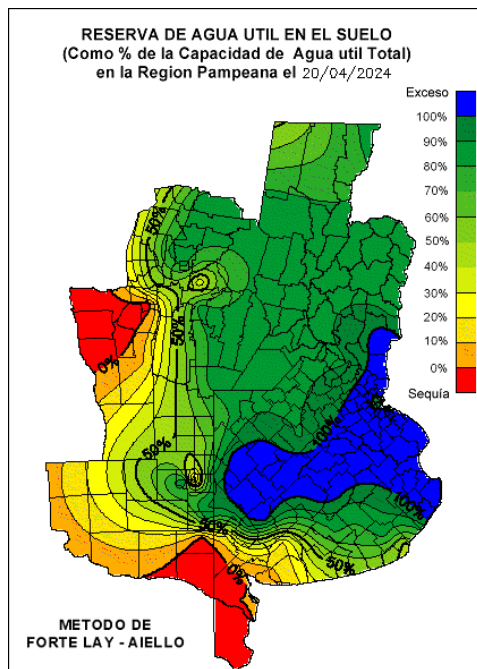 RESERVA DE AGUA UTIL EN EL SUELO
(Como % de la Capacidad de Agua util Total)
en la Region Pampeana el 20/04/2024
Exceso
100%
90%
80%
70%
60%
50%
40%
30%
20%
10%
0%
Sequía
50%
50%
0%
50%
100%
100%
50%
50%
0%
METODO DE
FORTE LAY - AIELLO